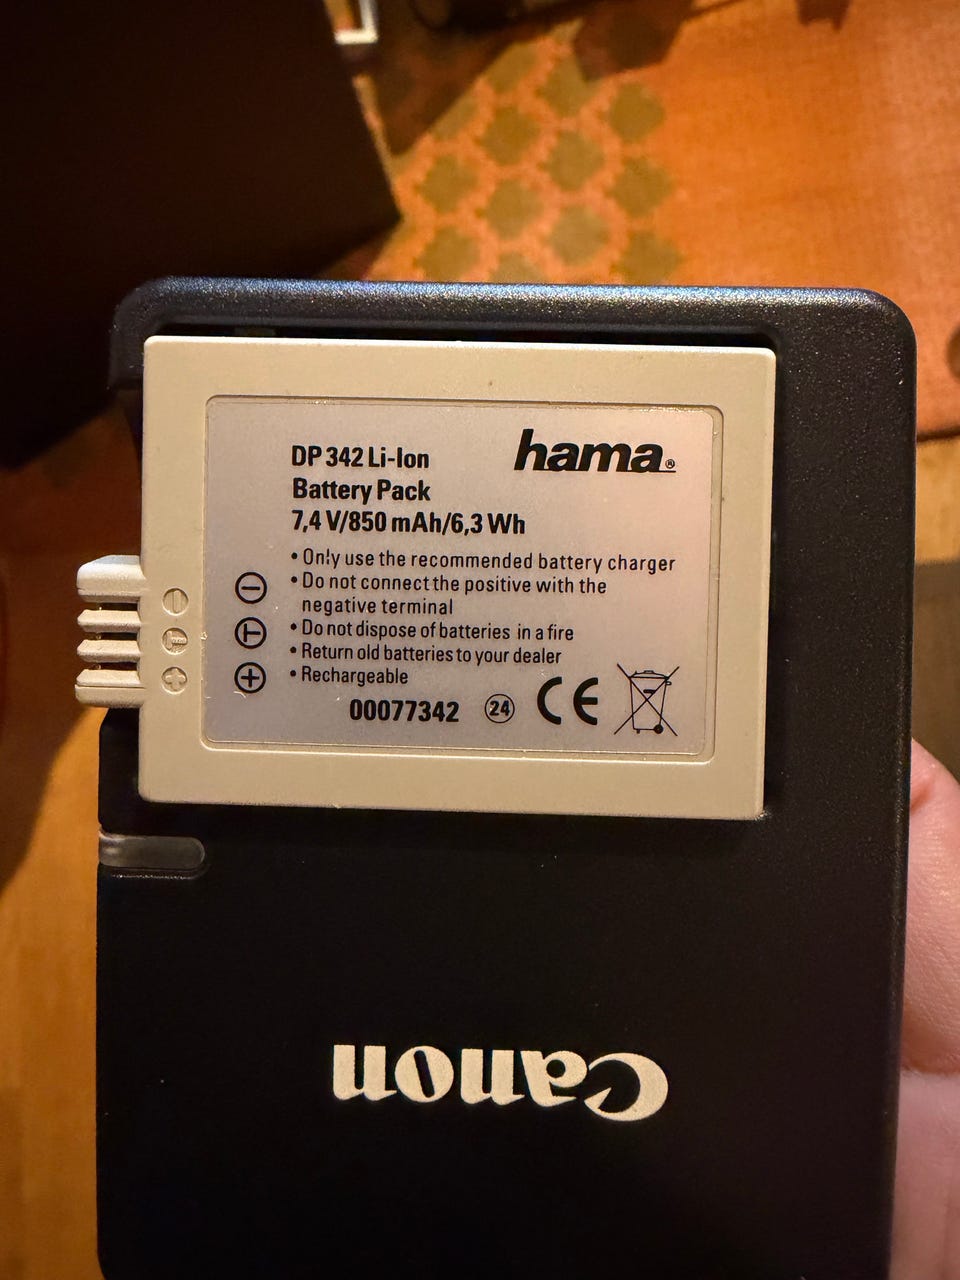 hama®
DP 342 Li-Ion
Battery Pack
7,4 V/850 mAh/6,3 Wh
• Only use the recommended battery charger
• Do not connect the positive with the
negative terminal
• Do not dispose of batteries in a fire
• Return old batteries to your dealer
• Rechargeable
00077342 24 CE
− T +
Canon